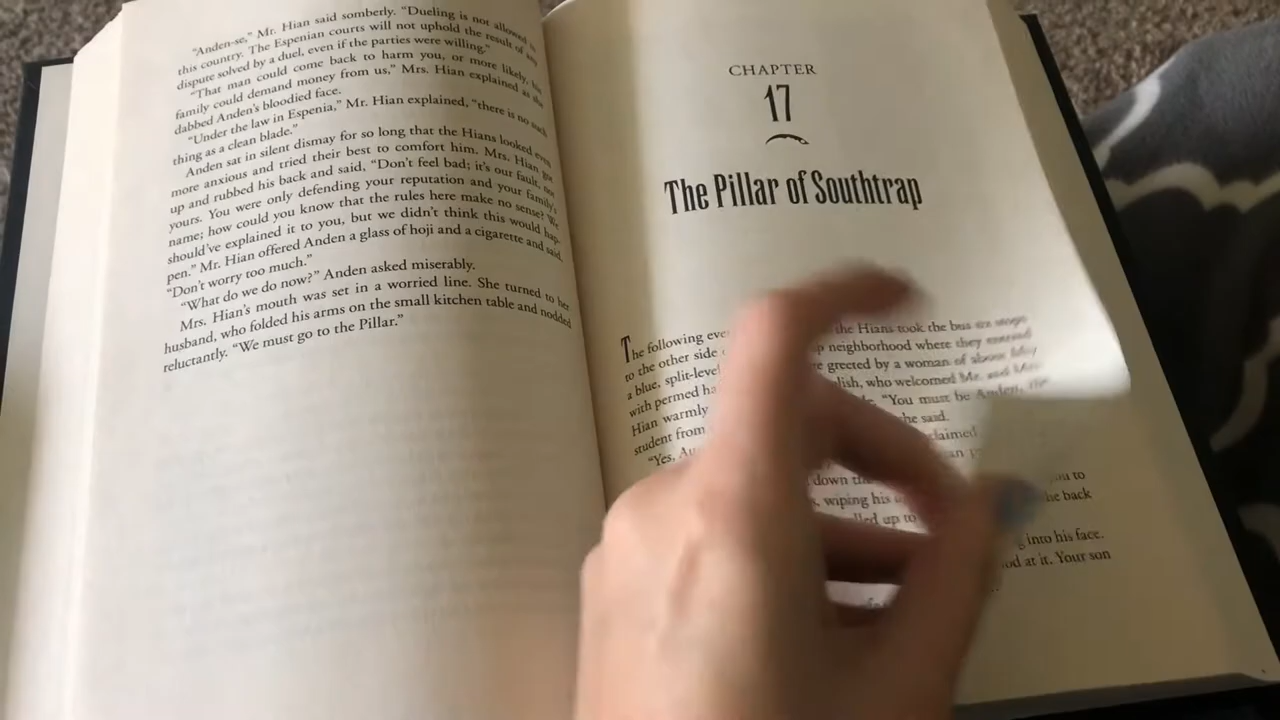 "Anden-se," Mr. Hian said somberly. "Dueling is not allowed in
this country. The Espenian courts will not uphold the result of any
dispute solved by a duel, even if the parties were willing."
"That man could come back to harm you, or more likely, his
family could demand money from us," Mrs. Hian explained as she
dabbed Anden's bloodied face.
"Under the law in Espenia," Mr. Hian explained, "there is no such
thing as a clean blade."
Anden sat in silent dismay for so long that the Hians looked even
more anxious and tried their best to comfort him. Mrs. Hian got
up and rubbed his back and said, "Don't feel bad; it's our fault, not
yours. You were only defending your reputation and your family's
name; how could you know that the rules here make no sense? We
should've explained it to you, but we didn't think this would hap-
pen." Mr. Hian offered Anden a glass of hoji and a cigarette and said,
"Don't worry too much."
"What do we do now?" Anden asked miserably.
Mrs. Hian's mouth was set in a worried line. She turned to her
husband, who folded his arms on the small kitchen table and nodded
reluctantly. "We must go to the Pillar."
CHAPTER
17
The Pillar of Southtrap
The following the Hians took the bus
to the other side neighborhood where they
a blue, split-level greeted by a woman of about
with permed who welcomed Mr. and
Hian warmly "You must be Anden, the
student from she said.
"Yes,
down
wiping his to
up to he back
into his face.
at it. Your son